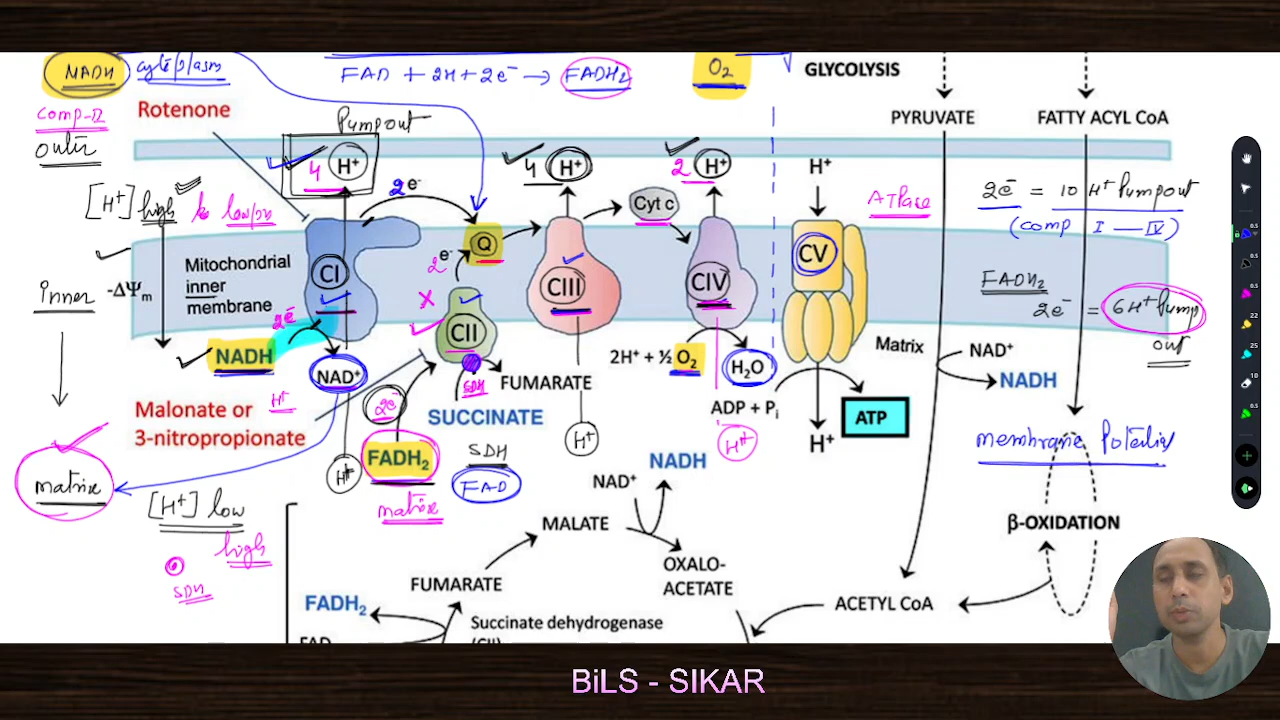 NADH cytoplasm
FAD + 2H + 2e⁻ → FADH₂
O₂
GLYCOLYSIS
comp-II
outer
Rotenone
Pump out
PYRUVATE
FATTY ACYL CoA
4 H⁺
2e⁻
4 H⁺
2 H⁺
H⁺
ATPase
2e⁻ = 10 H⁺ Pump out
(comp I — IV)
[H⁺] high
Cyt c
Q
2e⁻
Mitochondrial
inner
membrane
inner
-ΔΨm
CI
CII
CIII
CIV
CV
FADH₂
2e⁻ = 6H⁺ Pump
out
2e⁻
NADH
NAD⁺
H⁺
SDH
FUMARATE
SUCCINATE
2H⁺ + ½ O₂
H₂O
Matrix
NAD⁺
NADH
ADP + Pi
ATP
H⁺
Malonate or
3-nitropropionate
2e⁻
FADH₂
matrix
SDH
FAD
H⁺
H⁺
H⁺
membrane Potential
matrix
[H⁺] low
high
SDH
NADH
NAD⁺
MALATE
OXALO-
ACETATE
FUMARATE
FADH₂
FAD
Succinate dehydrogenase
(CII)
ACETYL CoA
β-OXIDATION
BiLS - SIKAR